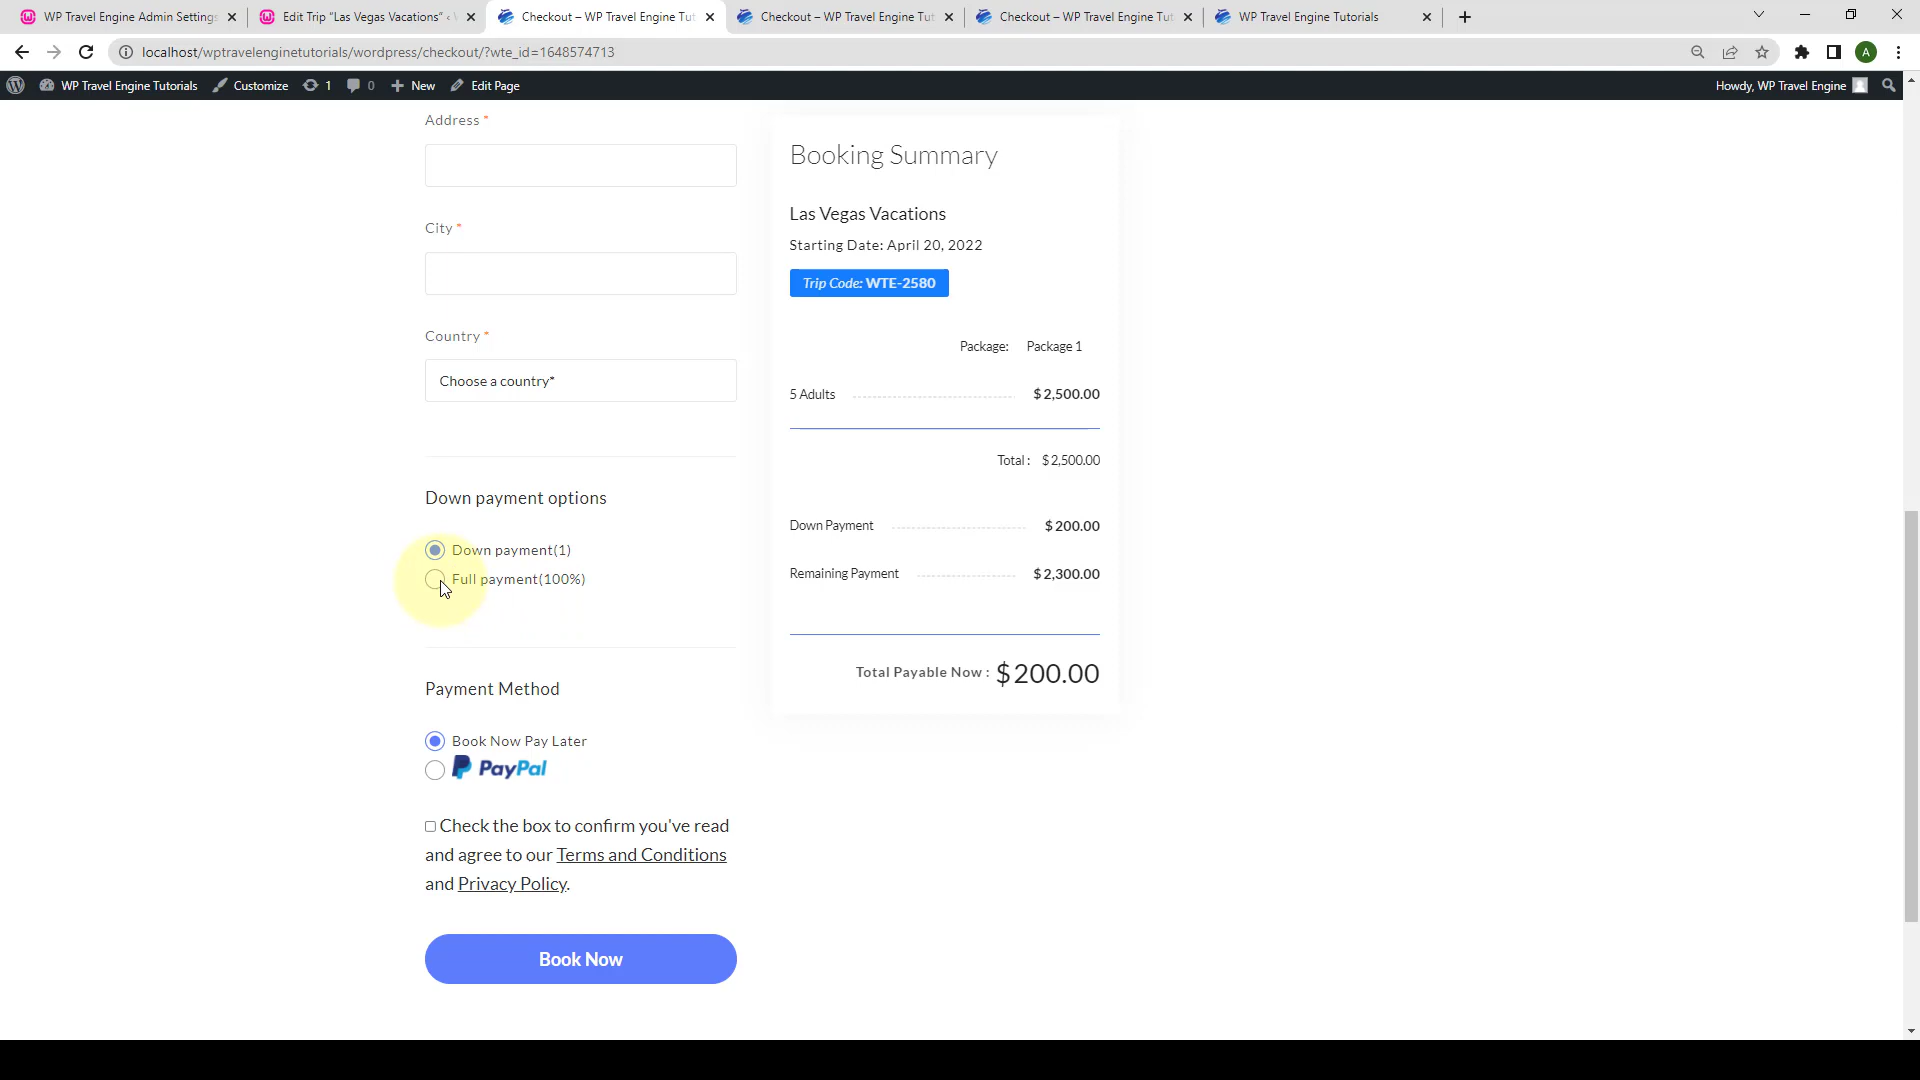 WP Travel Engine Admin Settings
Edit Trip "Las Vegas Vacations" ‹
Checkout – WP Travel Engine Tut
Checkout – WP Travel Engine Tut
Checkout – WP Travel Engine Tut
WP Travel Engine Tutorials
localhost/wptravelenginetutorials/wordpress/checkout/?wte_id=1648574713
A
WP Travel Engine Tutorials
Customize
1
0
New
Edit Page
Howdy, WP Travel Engine
Address *
City *
Country *
Choose a country*
Down payment options
Down payment(1)
Full payment(100%)
Payment Method
Book Now Pay Later
PayPal
Check the box to confirm you've read
and agree to our Terms and Conditions
and Privacy Policy.
Book Now
Booking Summary
Las Vegas Vacations
Starting Date: April 20, 2022
Trip Code: WTE-2580
Package: Package 1
5 Adults $2,500.00
Total : $2,500.00
Down Payment $200.00
Remaining Payment $2,300.00
Total Payable Now : $200.00